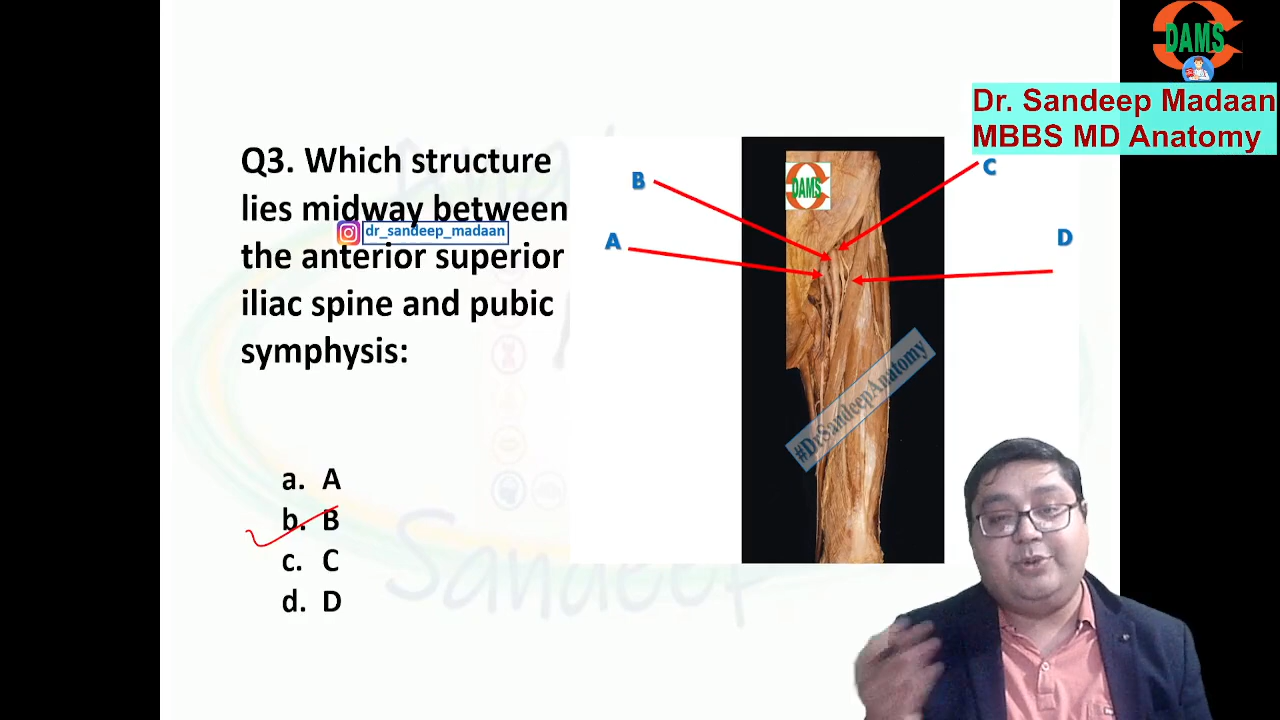 DAMS
Dr. Sandeep Madaan
MBBS MD Anatomy
Q3. Which structure
lies midway between
dr_sandeep_madaan
the anterior superior
iliac spine and pubic
symphysis:
a. A
b. B
c. C
d. D
B
C
A
D
DAMS
#DrSandeepAnatomy
Sandeep